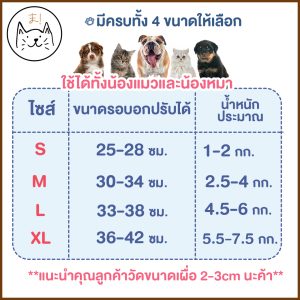 ま!
มีครบทั้ง 4 ขนาดให้เลือก
ใช้ได้ทั้งน้องแมวและน้องหมา
ไซส์ ขนาดรอบอกปรับได้ น้ำหนักประมาณ
S 25-28 ซม. 1-2 กก.
M 30-34 ซม. 2.5-4 กก.
L 33-38 ซม. 4.5-6 กก.
XL 36-42 ซม. 5.5-7.5 กก.
**แนะนำคุณลูกค้าวัดขนาดเผื่อ 2-3cm นะค้า**